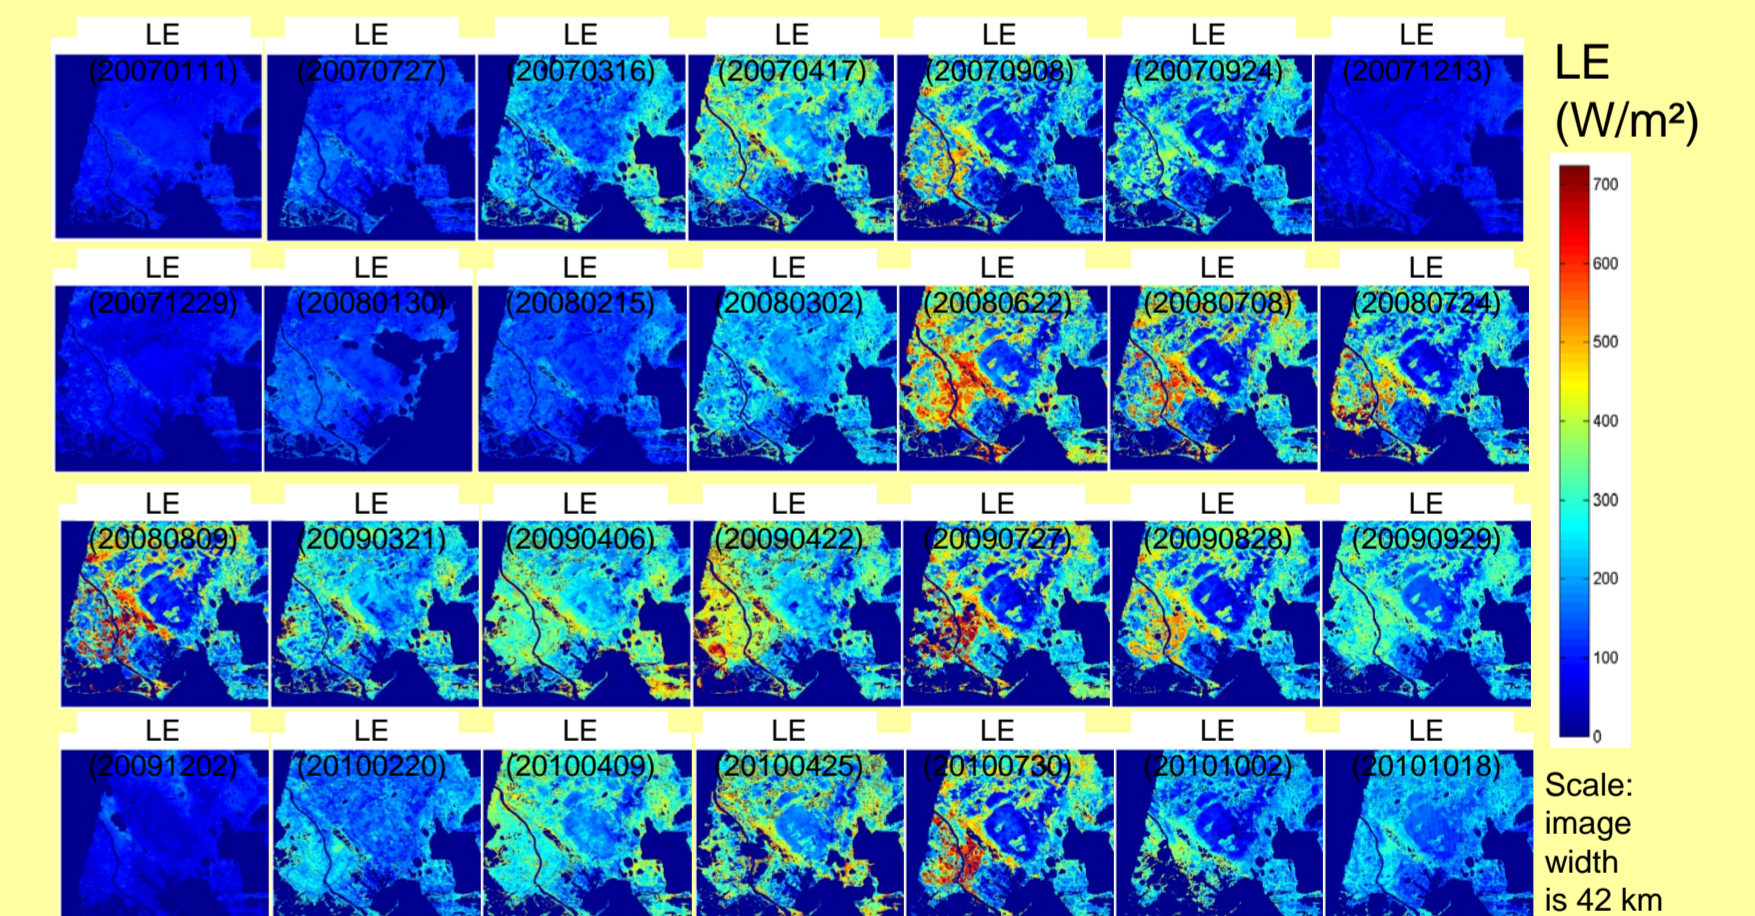 LE LE LE LE LE LE LE
(20070111) (20070727) (20070316) (20070417) (20070908) (20070924) (20071213)
LE LE LE LE LE LE LE
(20071229) (20080130) (20080215) (20080302) (20080622) (20080708) (20080724)
LE LE LE LE LE LE LE
(20080809) (20090321) (20090406) (20090422) (20090727) (20090828) (20090929)
LE LE LE LE LE LE LE
(20091202) (20100220) (20100409) (20100425) (20100730) (20101002) (20101018)
LE
(W/m²)
700
600
500
400
300
200
100
0
Scale:
image
width
is 42 km